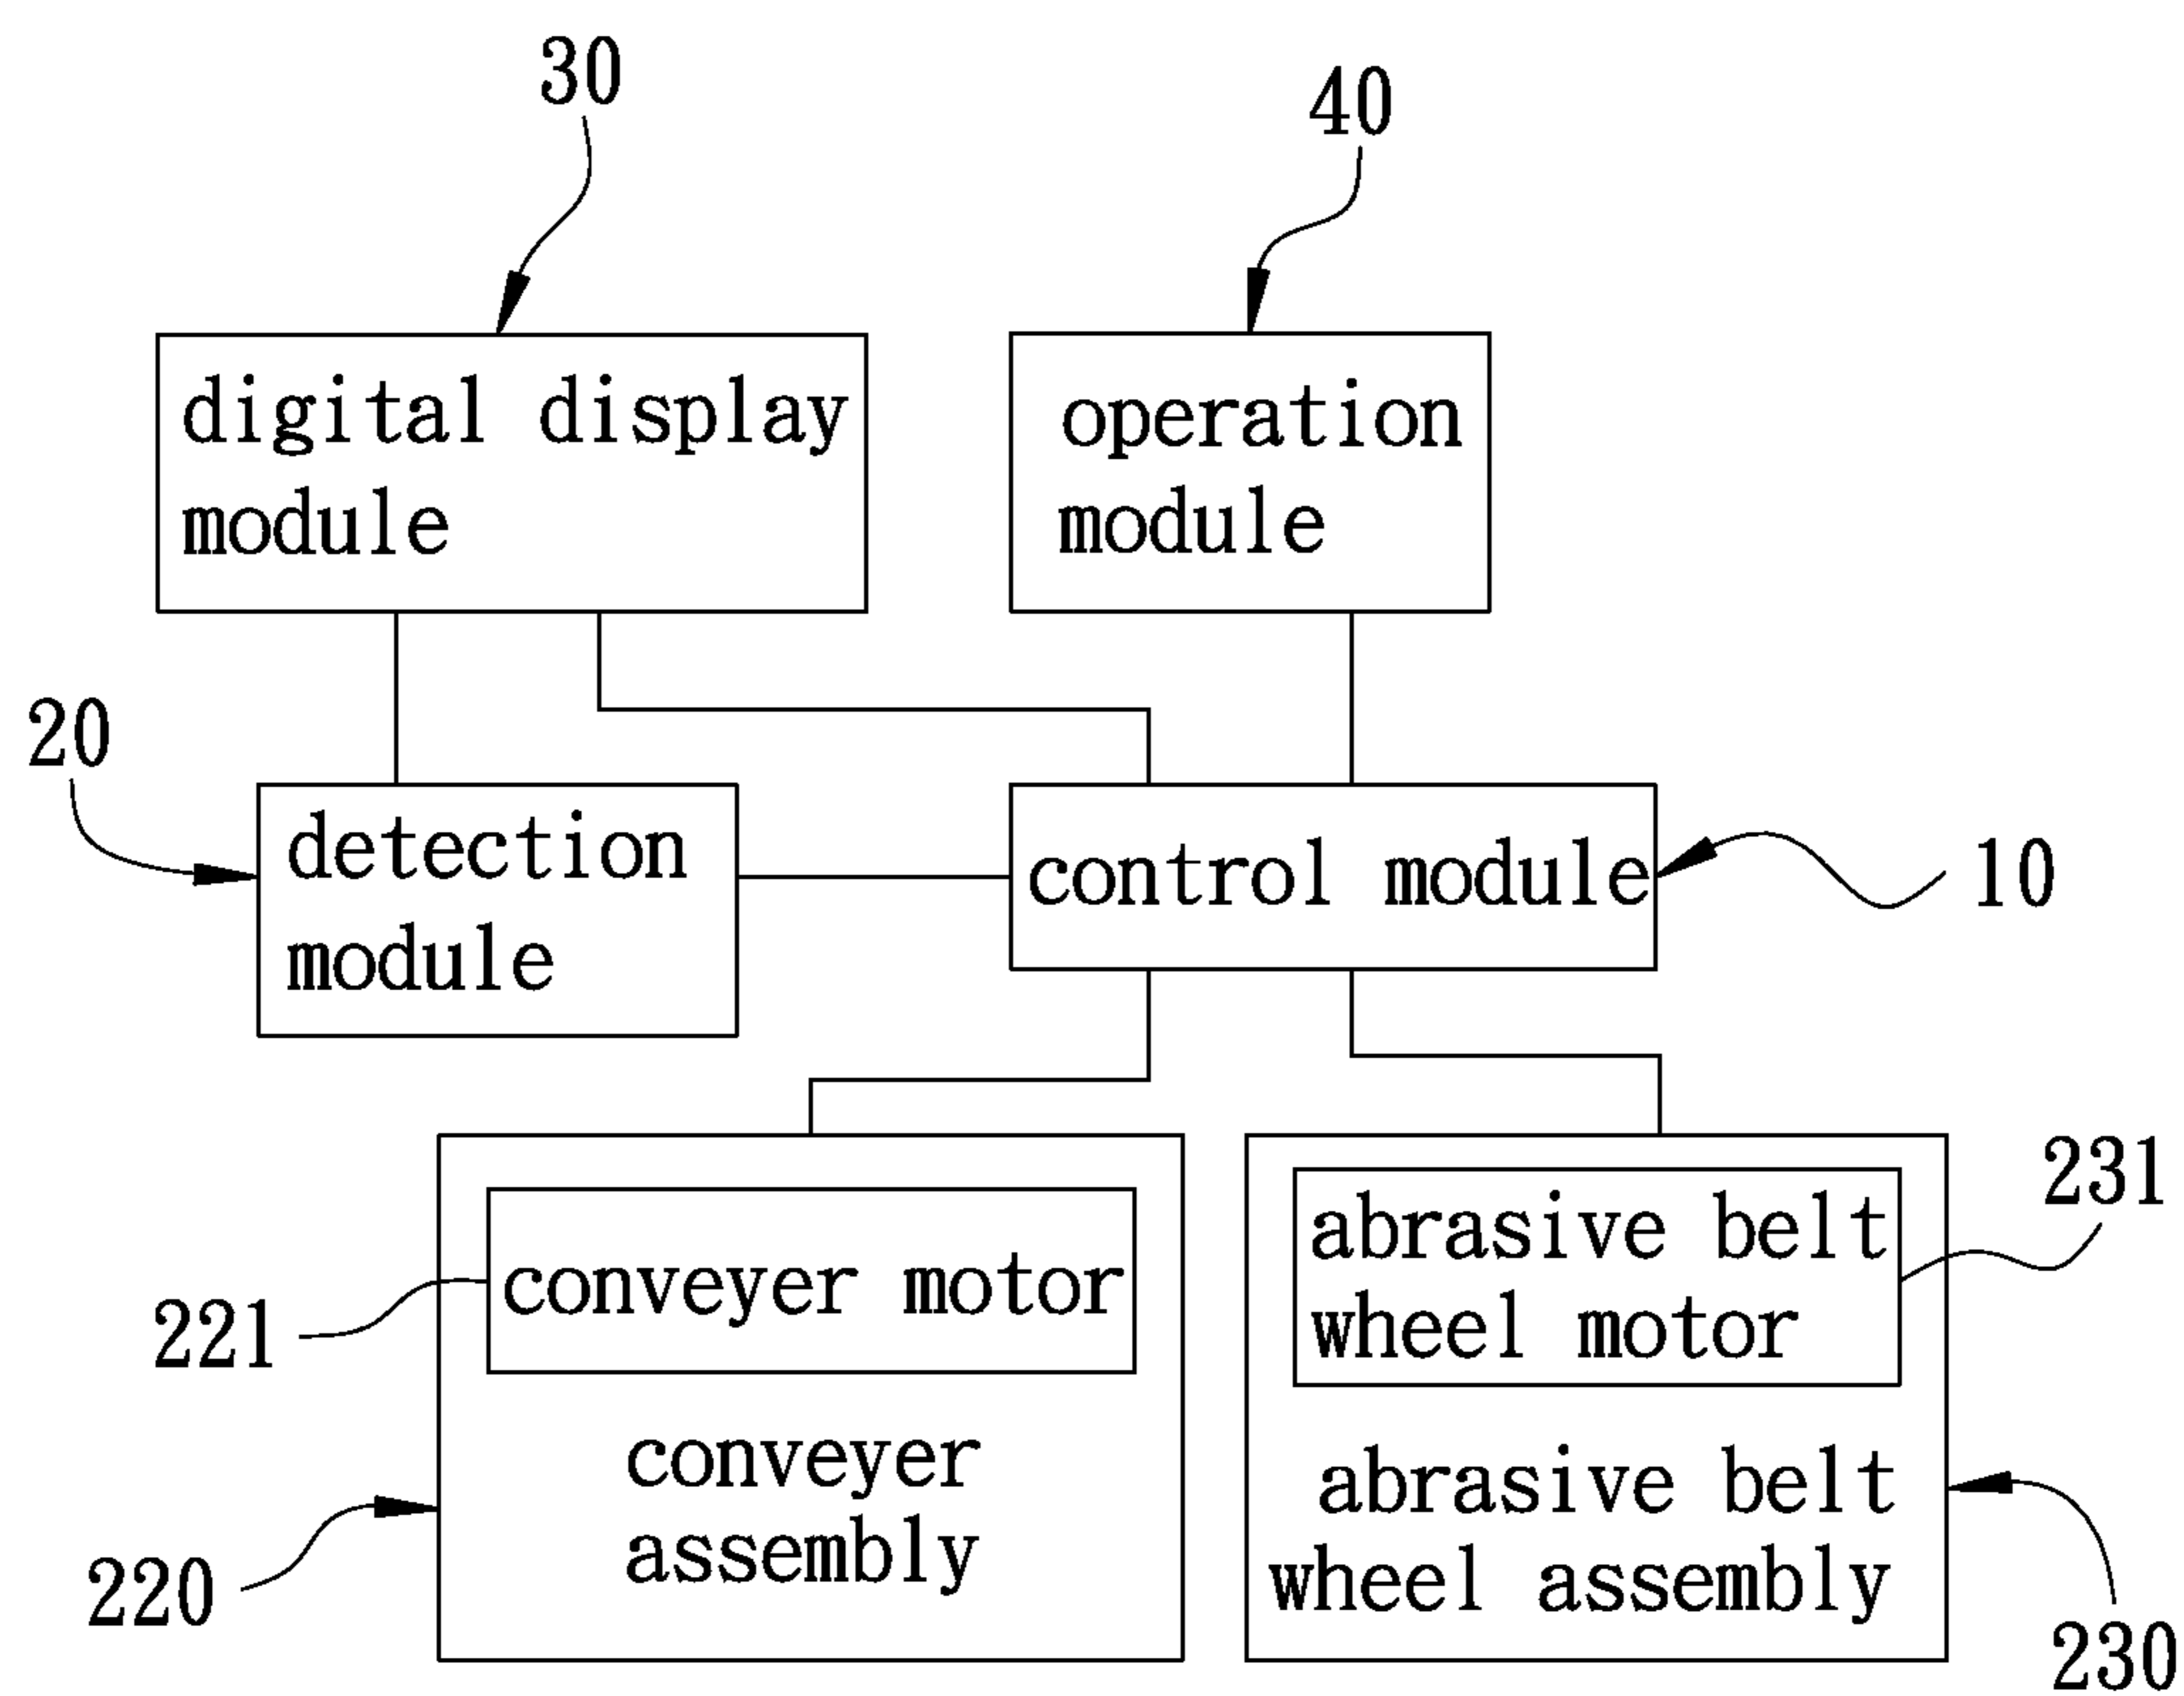 30
40
digital display
module
operation
module
20
detection
module
control module
10
conveyer motor
221
conveyer
assembly
220
abrasive belt
wheel motor
231
abrasive belt
wheel assembly
230